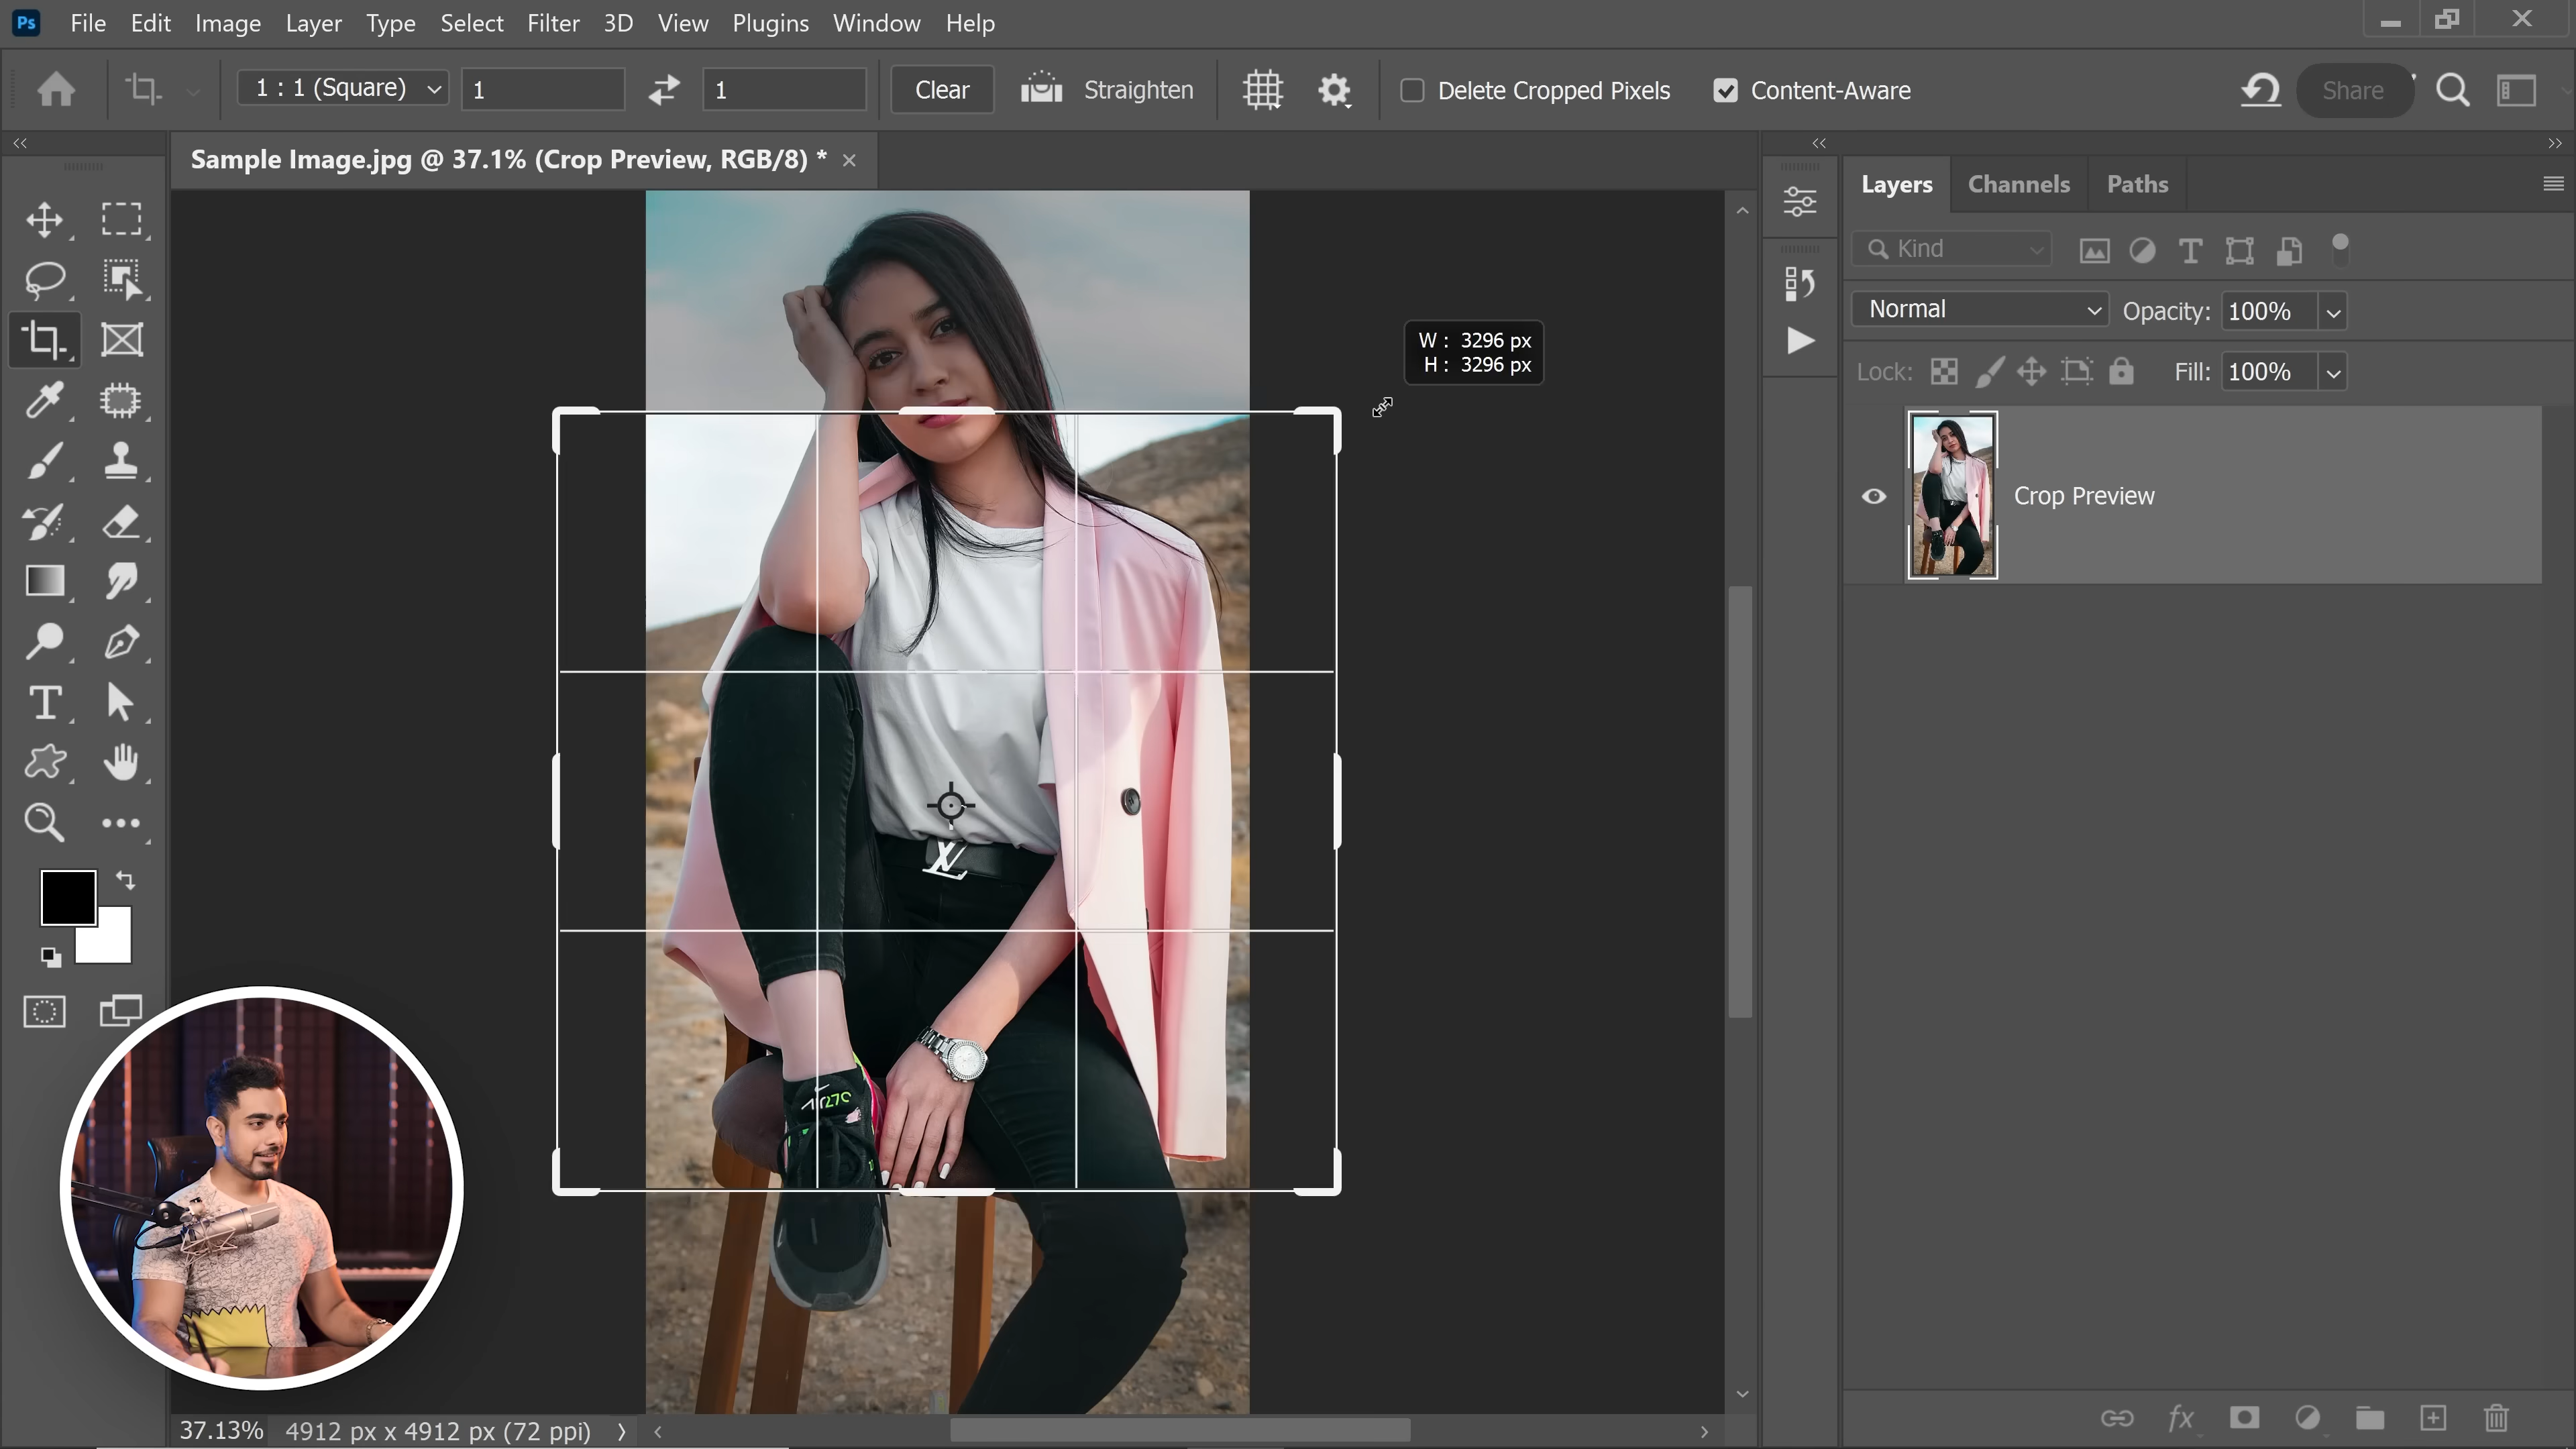 Ps File Edit Image Layer Type Select Filter 3D View Plugins Window Help
1 : 1 (Square) 1 1 Clear Straighten Delete Cropped Pixels Content-Aware Share
Sample Image.jpg @ 37.1% (Crop Preview, RGB/8) *
Layers Channels Paths
Kind
Normal Opacity: 100%
Lock: Fill: 100%
Crop Preview
W : 3296 px
H : 3296 px
37.13% 4912 px x 4912 px (72 ppi)